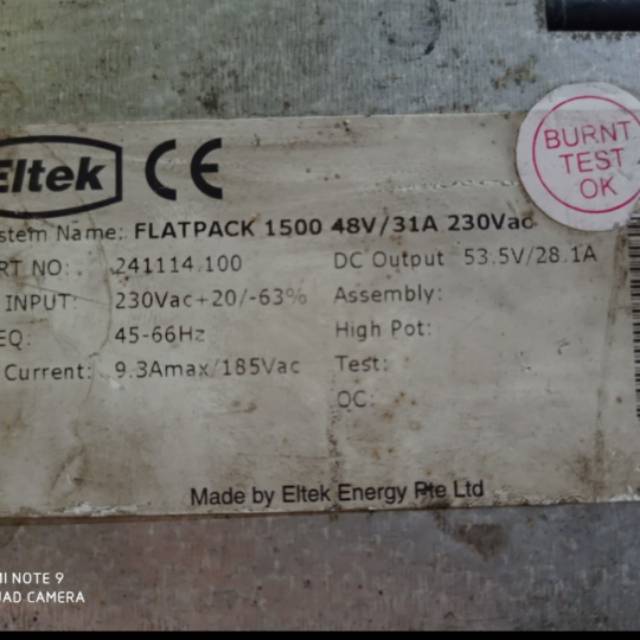 Eltek CE
BURNT
TEST
OK
stem Name: FLATPACK 1500 48V/31A 230Vac
RT NO: 241114.100 DC Output 53.5V/28.1A
INPUT: 230Vac+20/-63% Assembly:
EQ: 45-66Hz High Pot:
Current: 9.3Amax/185Vac Test:
QC:
Made by Eltek Energy Pte Ltd
MI NOTE 9
UAD CAMERA